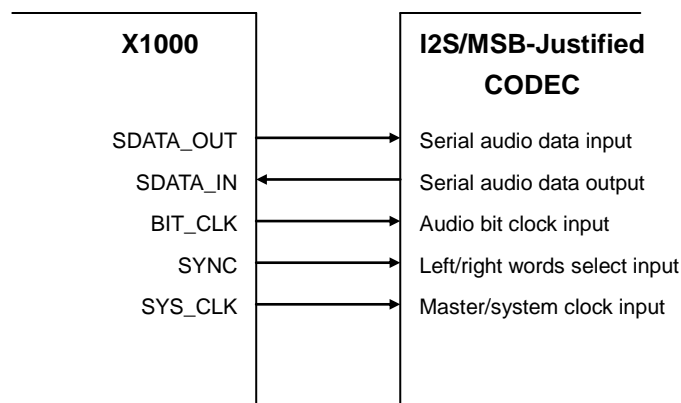 X1000
I2S/MSB-Justified
CODEC
SDATA_OUT
Serial audio data input
SDATA_IN
Serial audio data output
BIT_CLK
Audio bit clock input
SYNC
Left/right words select input
SYS_CLK
Master/system clock input